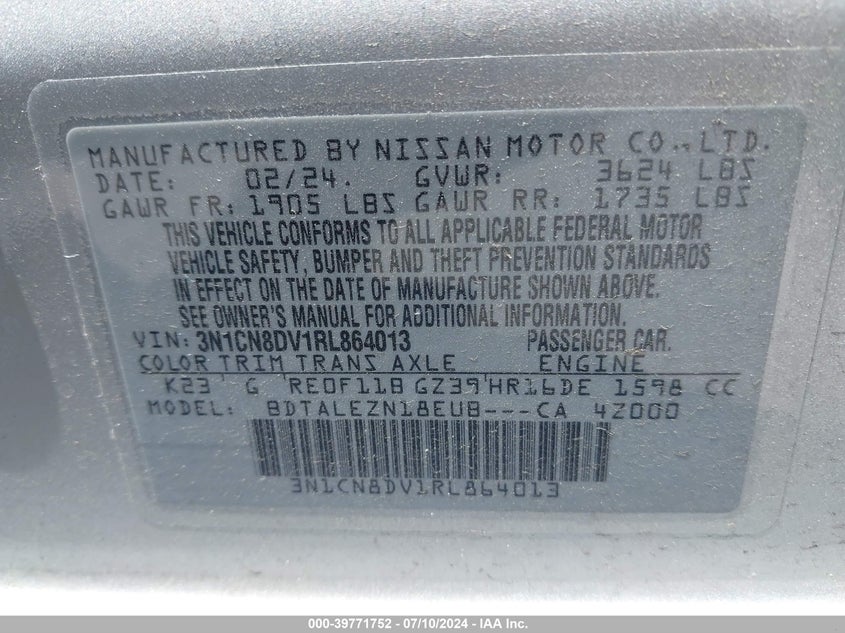 MANUFACTURED BY NISSAN MOTOR CO., LTD.
DATE: 02/24. GVWR: 3624 LBS
GAWR FR: 1905 LBS GAWR RR: 1735 LBS
THIS VEHICLE CONFORMS TO ALL APPLICABLE FEDERAL MOTOR
VEHICLE SAFETY, BUMPER AND THEFT PREVENTION STANDARDS
IN EFFECT ON THE DATE OF MANUFACTURE SHOWN ABOVE.
SEE OWNER'S MANUAL FOR ADDITIONAL INFORMATION.
VIN: 3N1CN8DV1RL864013 PASSENGER CAR.
COLOR TRIM TRANS AXLE ENGINE
K23 G RE0F11B GZ39 HR16DE 1598 CC
MODEL: BDTALEZN18EUB---CA 4Z000
3N1CN8DV1RL864013
000-39771752 - 07/10/2024 - IAA Inc.